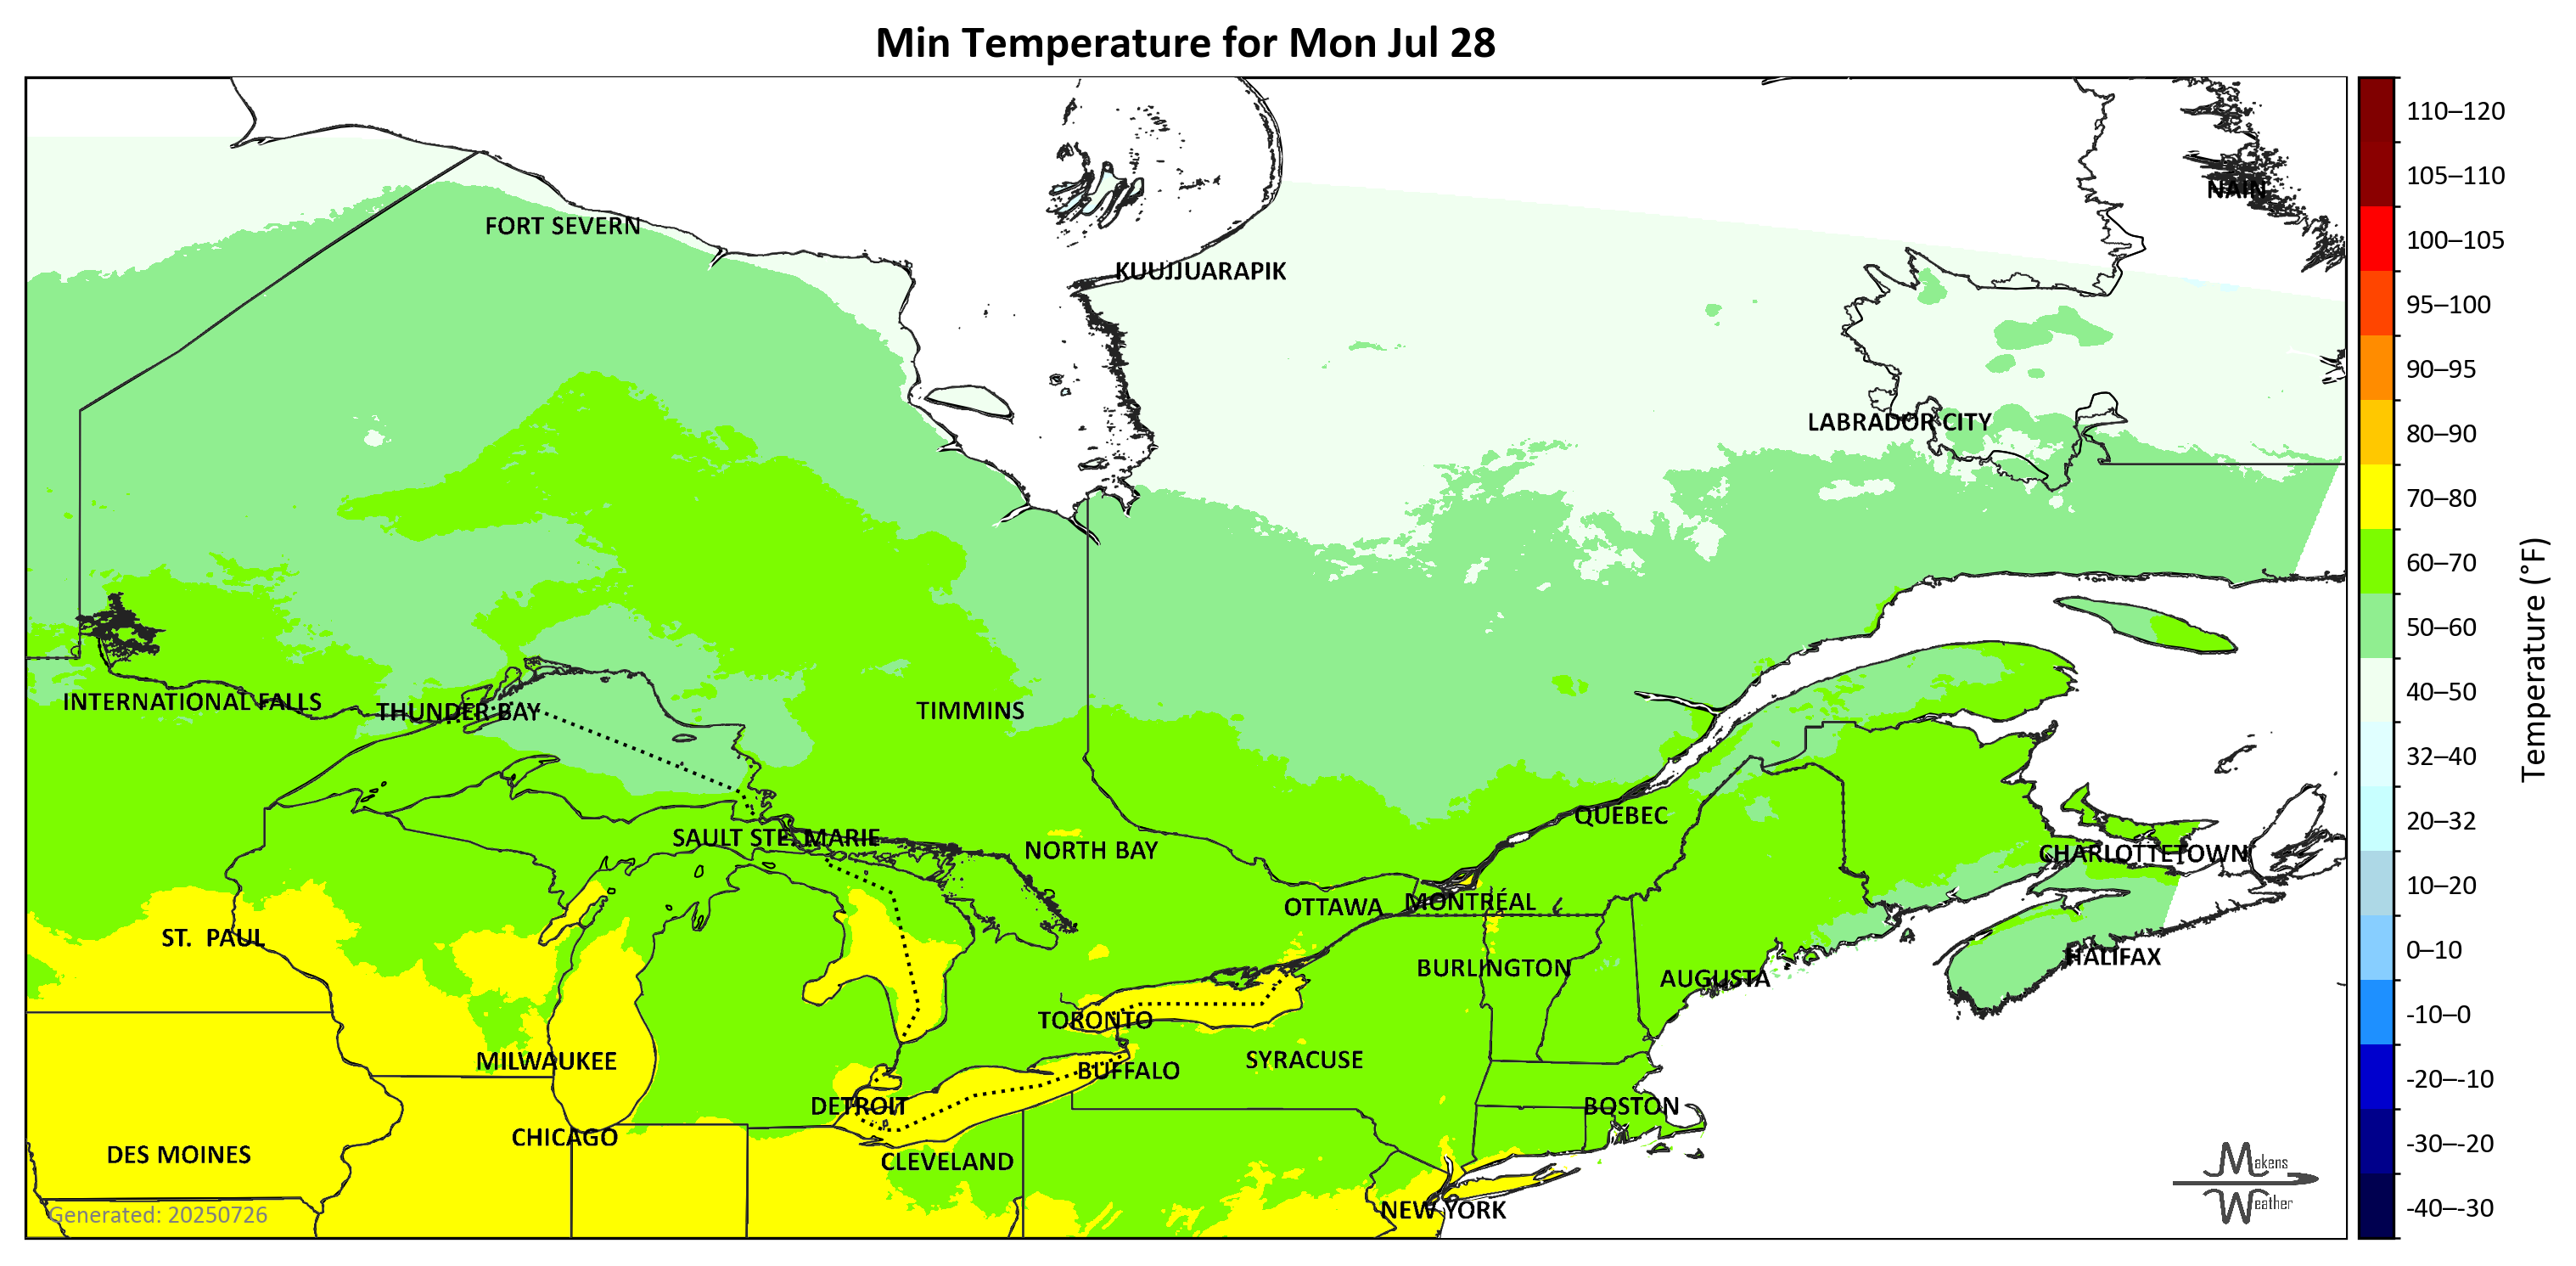 Min Temperature for Mon Jul 28
110–120
105–110
NAIN
FORT SEVERN
100–105
KUUJJUARAPIK
95–100
90–95
LABRADOR CITY
80–90
70–80
60–70
Temperature (°F)
50–60
40–50
INTERNATIONAL FALLS
THUNDER BAY
TIMMINS
32–40
QUÉBEC
20–32
SAULT STE. MARIE
NORTH BAY
CHARLOTTETOWN
10–20
OTTAWA
MONTRÉAL
ST. PAUL
0–10
HALIFAX
BURLINGTON
AUGUSTA
-10–0
TORONTO
MILWAUKEE
SYRACUSE
BUFFALO
-20–-10
DETROIT
BOSTON
CHICAGO
-30–-20
DES MOINES
CLEVELAND
Makens
Weather
-40–-30
NEW YORK
Generated: 20250726